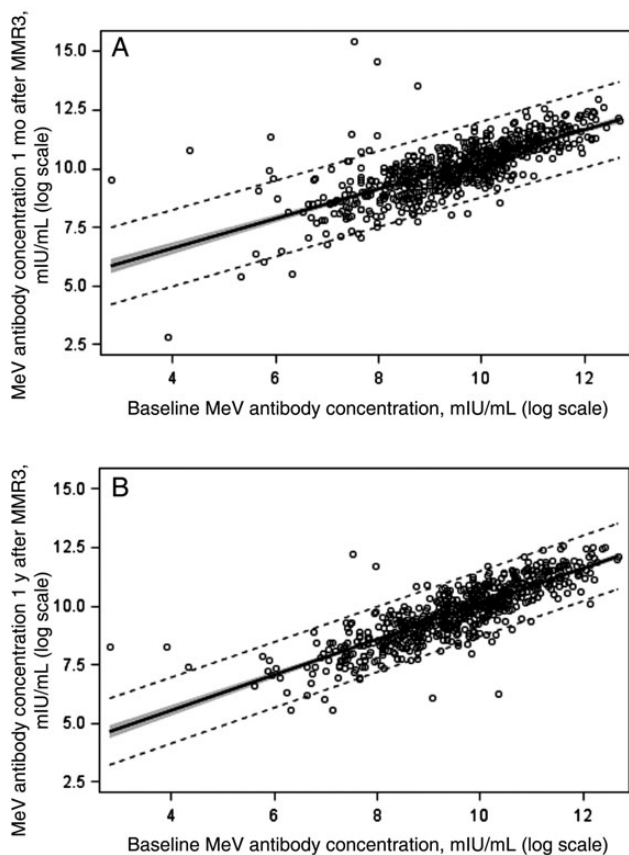 A
MeV antibody concentration 1 mo after MMR3,
mIU/mL (log scale)
15.0
12.5
10.0
7.5
5.0
2.5
4 6 8 10 12
Baseline MeV antibody concentration, mIU/mL (log scale)
B
MeV antibody concentration 1 y after MMR3,
mIU/mL (log scale)
15.0
12.5
10.0
7.5
5.0
2.5
4 6 8 10 12
Baseline MeV antibody concentration, mIU/mL (log scale)